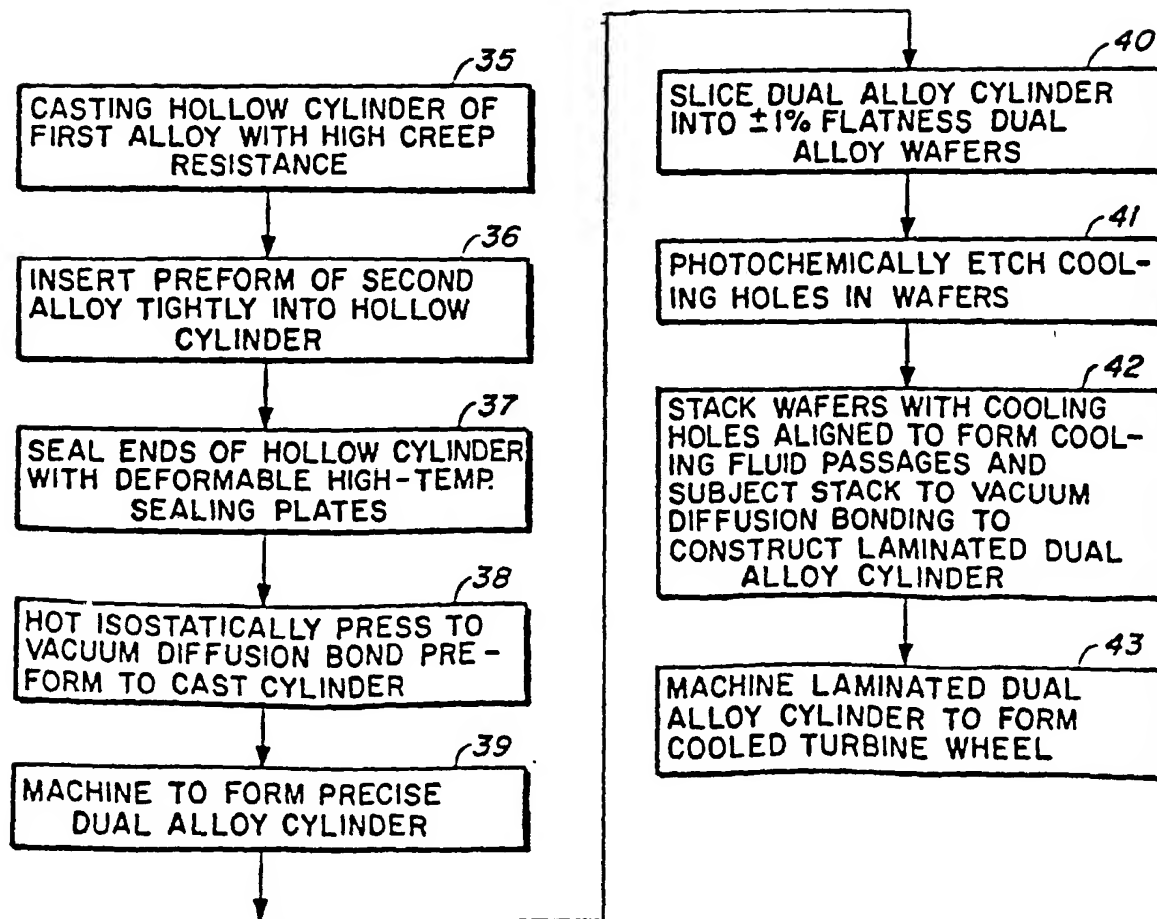 35
CASTING HOLLOW CYLINDER OF
FIRST ALLOY WITH HIGH CREEP
RESISTANCE
36
INSERT PREFORM OF SECOND
ALLOY TIGHTLY INTO HOLLOW
CYLINDER
37
SEAL ENDS OF HOLLOW CYLINDER
WITH DEFORMABLE HIGH-TEMP.
SEALING PLATES
38
HOT ISOSTATICALLY PRESS TO
VACUUM DIFFUSION BOND PRE-
FORM TO CAST CYLINDER
39
MACHINE TO FORM PRECISE
DUAL ALLOY CYLINDER
40
SLICE DUAL ALLOY CYLINDER
INTO ±1% FLATNESS DUAL
ALLOY WAFERS
41
PHOTOCHEMICALLY ETCH COOL-
ING HOLES IN WAFERS
42
STACK WAFERS WITH COOLING
HOLES ALIGNED TO FORM COOL-
ING FLUID PASSAGES AND
SUBJECT STACK TO VACUUM
DIFFUSION BONDING TO
CONSTRUCT LAMINATED DUAL
ALLOY CYLINDER
43
MACHINE LAMINATED DUAL
ALLOY CYLINDER TO FORM
COOLED TURBINE WHEEL